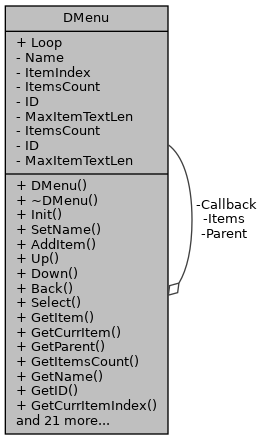 DMenu
+ Loop
- Name
- ItemIndex
- ItemsCount
- ID
- MaxItemTextLen
- ItemsCount
- ID
- MaxItemTextLen
+ DMenu()
+ ~DMenu()
+ Init()
+ SetName()
+ AddItem()
+ Up()
+ Down()
+ Back()
+ Select()
+ GetItem()
+ GetCurrItem()
+ GetParent()
+ GetItemsCount()
+ GetName()
+ GetID()
+ GetCurrItemIndex()
and 21 more...
-Callback
-Items
-Parent